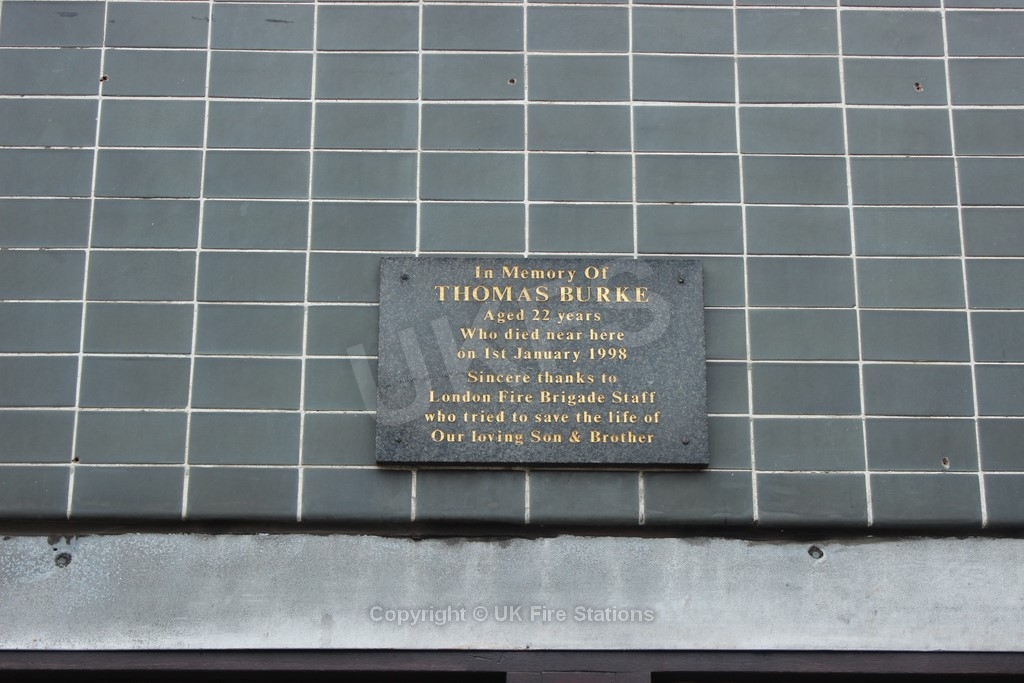 In Memory Of
THOMAS BURKE
Aged 22 years
Who died near here
on 1st January 1998
Sincere thanks to
London Fire Brigade Staff
who tried to save the life of
Our loving Son & Brother
UKFS
Copyright © UK Fire Stations